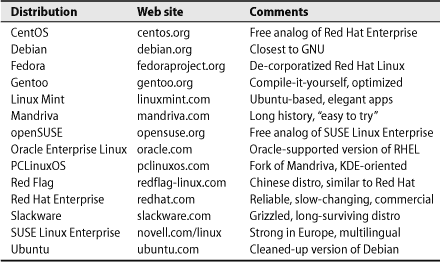 Distribution Web site Comments
CentOS centos.org Free analog of Red Hat Enterprise
Debian debian.org Closest to GNU
Fedora fedoraproject.org De-corporatized Red Hat Linux
Gentoo gentoo.org Compile-it-yourself, optimized
Linux Mint linuxmint.com Ubuntu-based, elegant apps
Mandriva mandriva.com Long history, “easy to try”
openSUSE opensuse.org Free analog of SUSE Linux Enterprise
Oracle Enterprise Linux oracle.com Oracle-supported version of RHEL
PCLinuxOS pclinuxos.com Fork of Mandriva, KDE-oriented
Red Flag redflag-linux.com Chinese distro, similar to Red Hat
Red Hat Enterprise redhat.com Reliable, slow-changing, commercial
Slackware slackware.com Grizzled, long-surviving distro
SUSE Linux Enterprise novell.com/linux Strong in Europe, multilingual
Ubuntu ubuntu.com Cleaned-up version of Debian